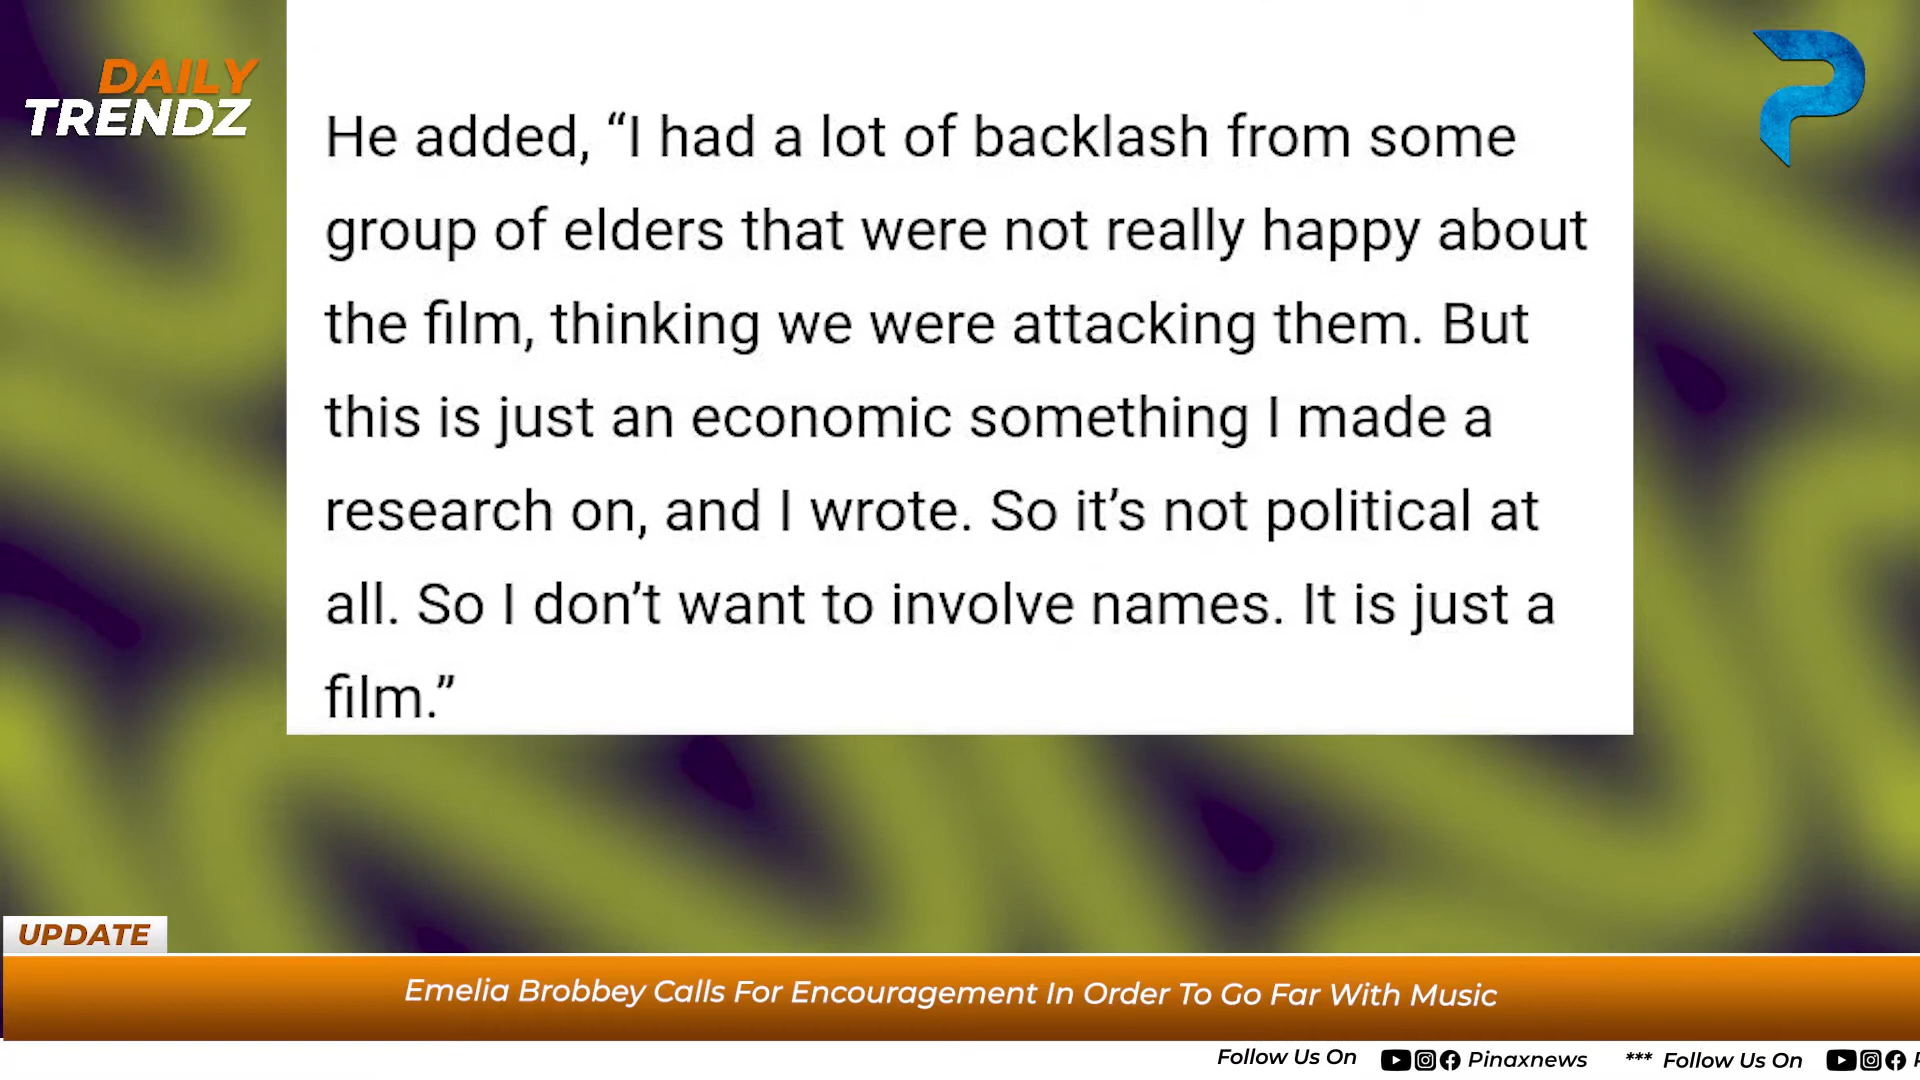 DAILY
TRENDZ
He added, “I had a lot of backlash from some
group of elders that were not really happy about
the film, thinking we were attacking them. But
this is just an economic something I made a
research on, and I wrote. So it’s not political at
all. So I don’t want to involve names. It is just a
film.”
UPDATE
Emelia Brobbey Calls For Encouragement In Order To Go Far With Music
Follow Us On Pinaxnews *** Follow Us On